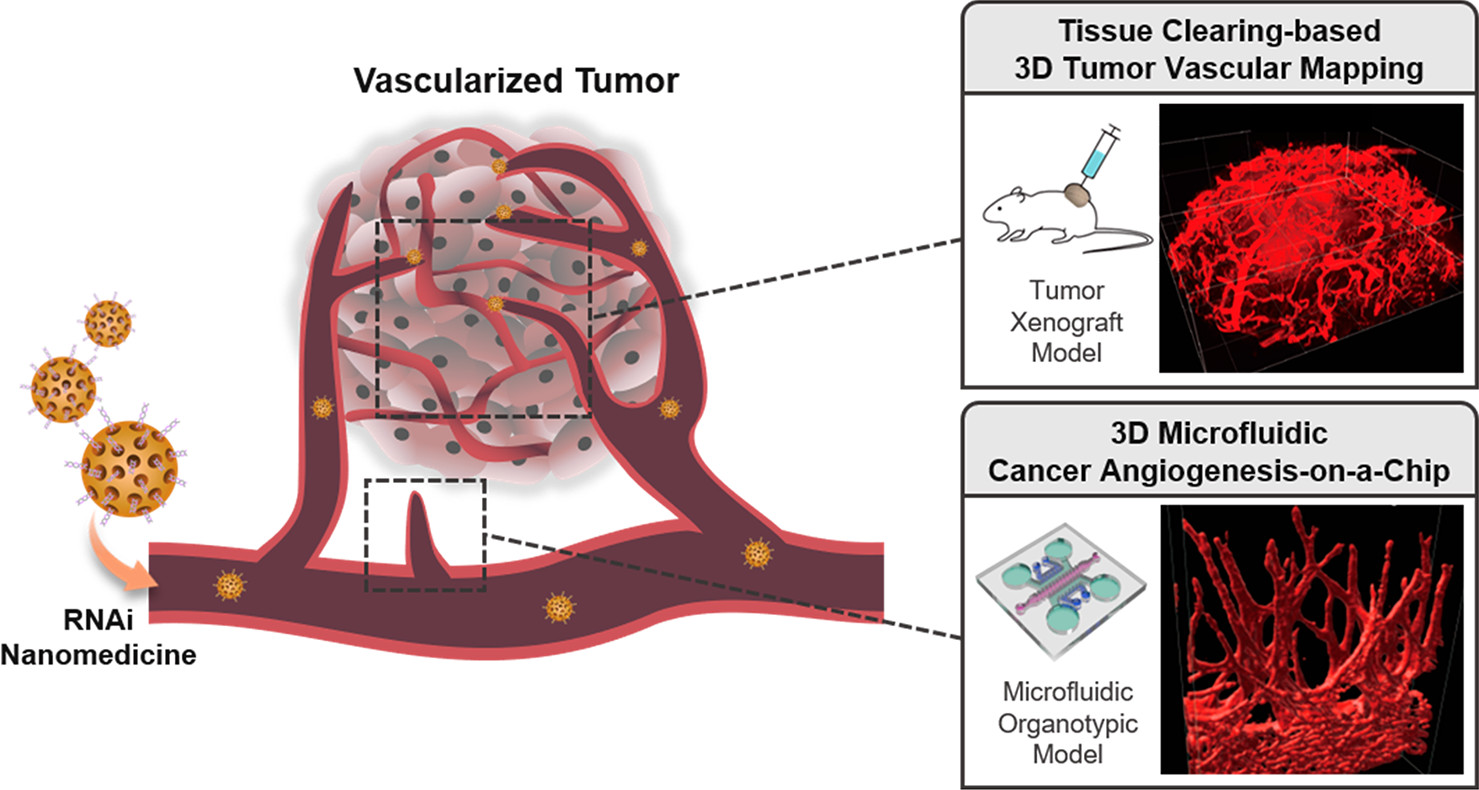 Vascularized Tumor
RNAi
Nanomedicine
Tissue Clearing-based
3D Tumor Vascular Mapping
Tumor
Xenograft
Model
3D Microfluidic
Cancer Angiogenesis-on-a-Chip
Microfluidic
Organotypic
Model